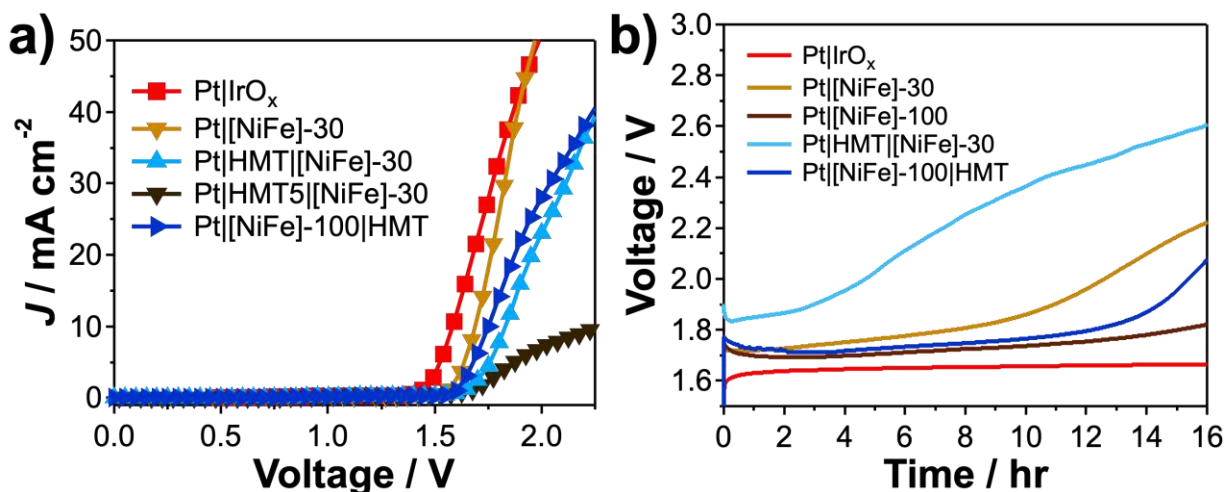 a)
50
40
30
20
10
0
J / mA cm⁻²
Pt|IrOₓ
Pt|[NiFe]-30
Pt|HMT|[NiFe]-30
Pt|HMT5|[NiFe]-30
Pt|[NiFe]-100|HMT
0.0 0.5 1.0 1.5 2.0
Voltage / V
b)
3.0
2.8
2.6
2.4
2.2
2.0
1.8
1.6
Voltage / V
Pt|IrOₓ
Pt|[NiFe]-30
Pt|[NiFe]-100
Pt|HMT|[NiFe]-30
Pt|[NiFe]-100|HMT
0 2 4 6 8 10 12 14 16
Time / hr